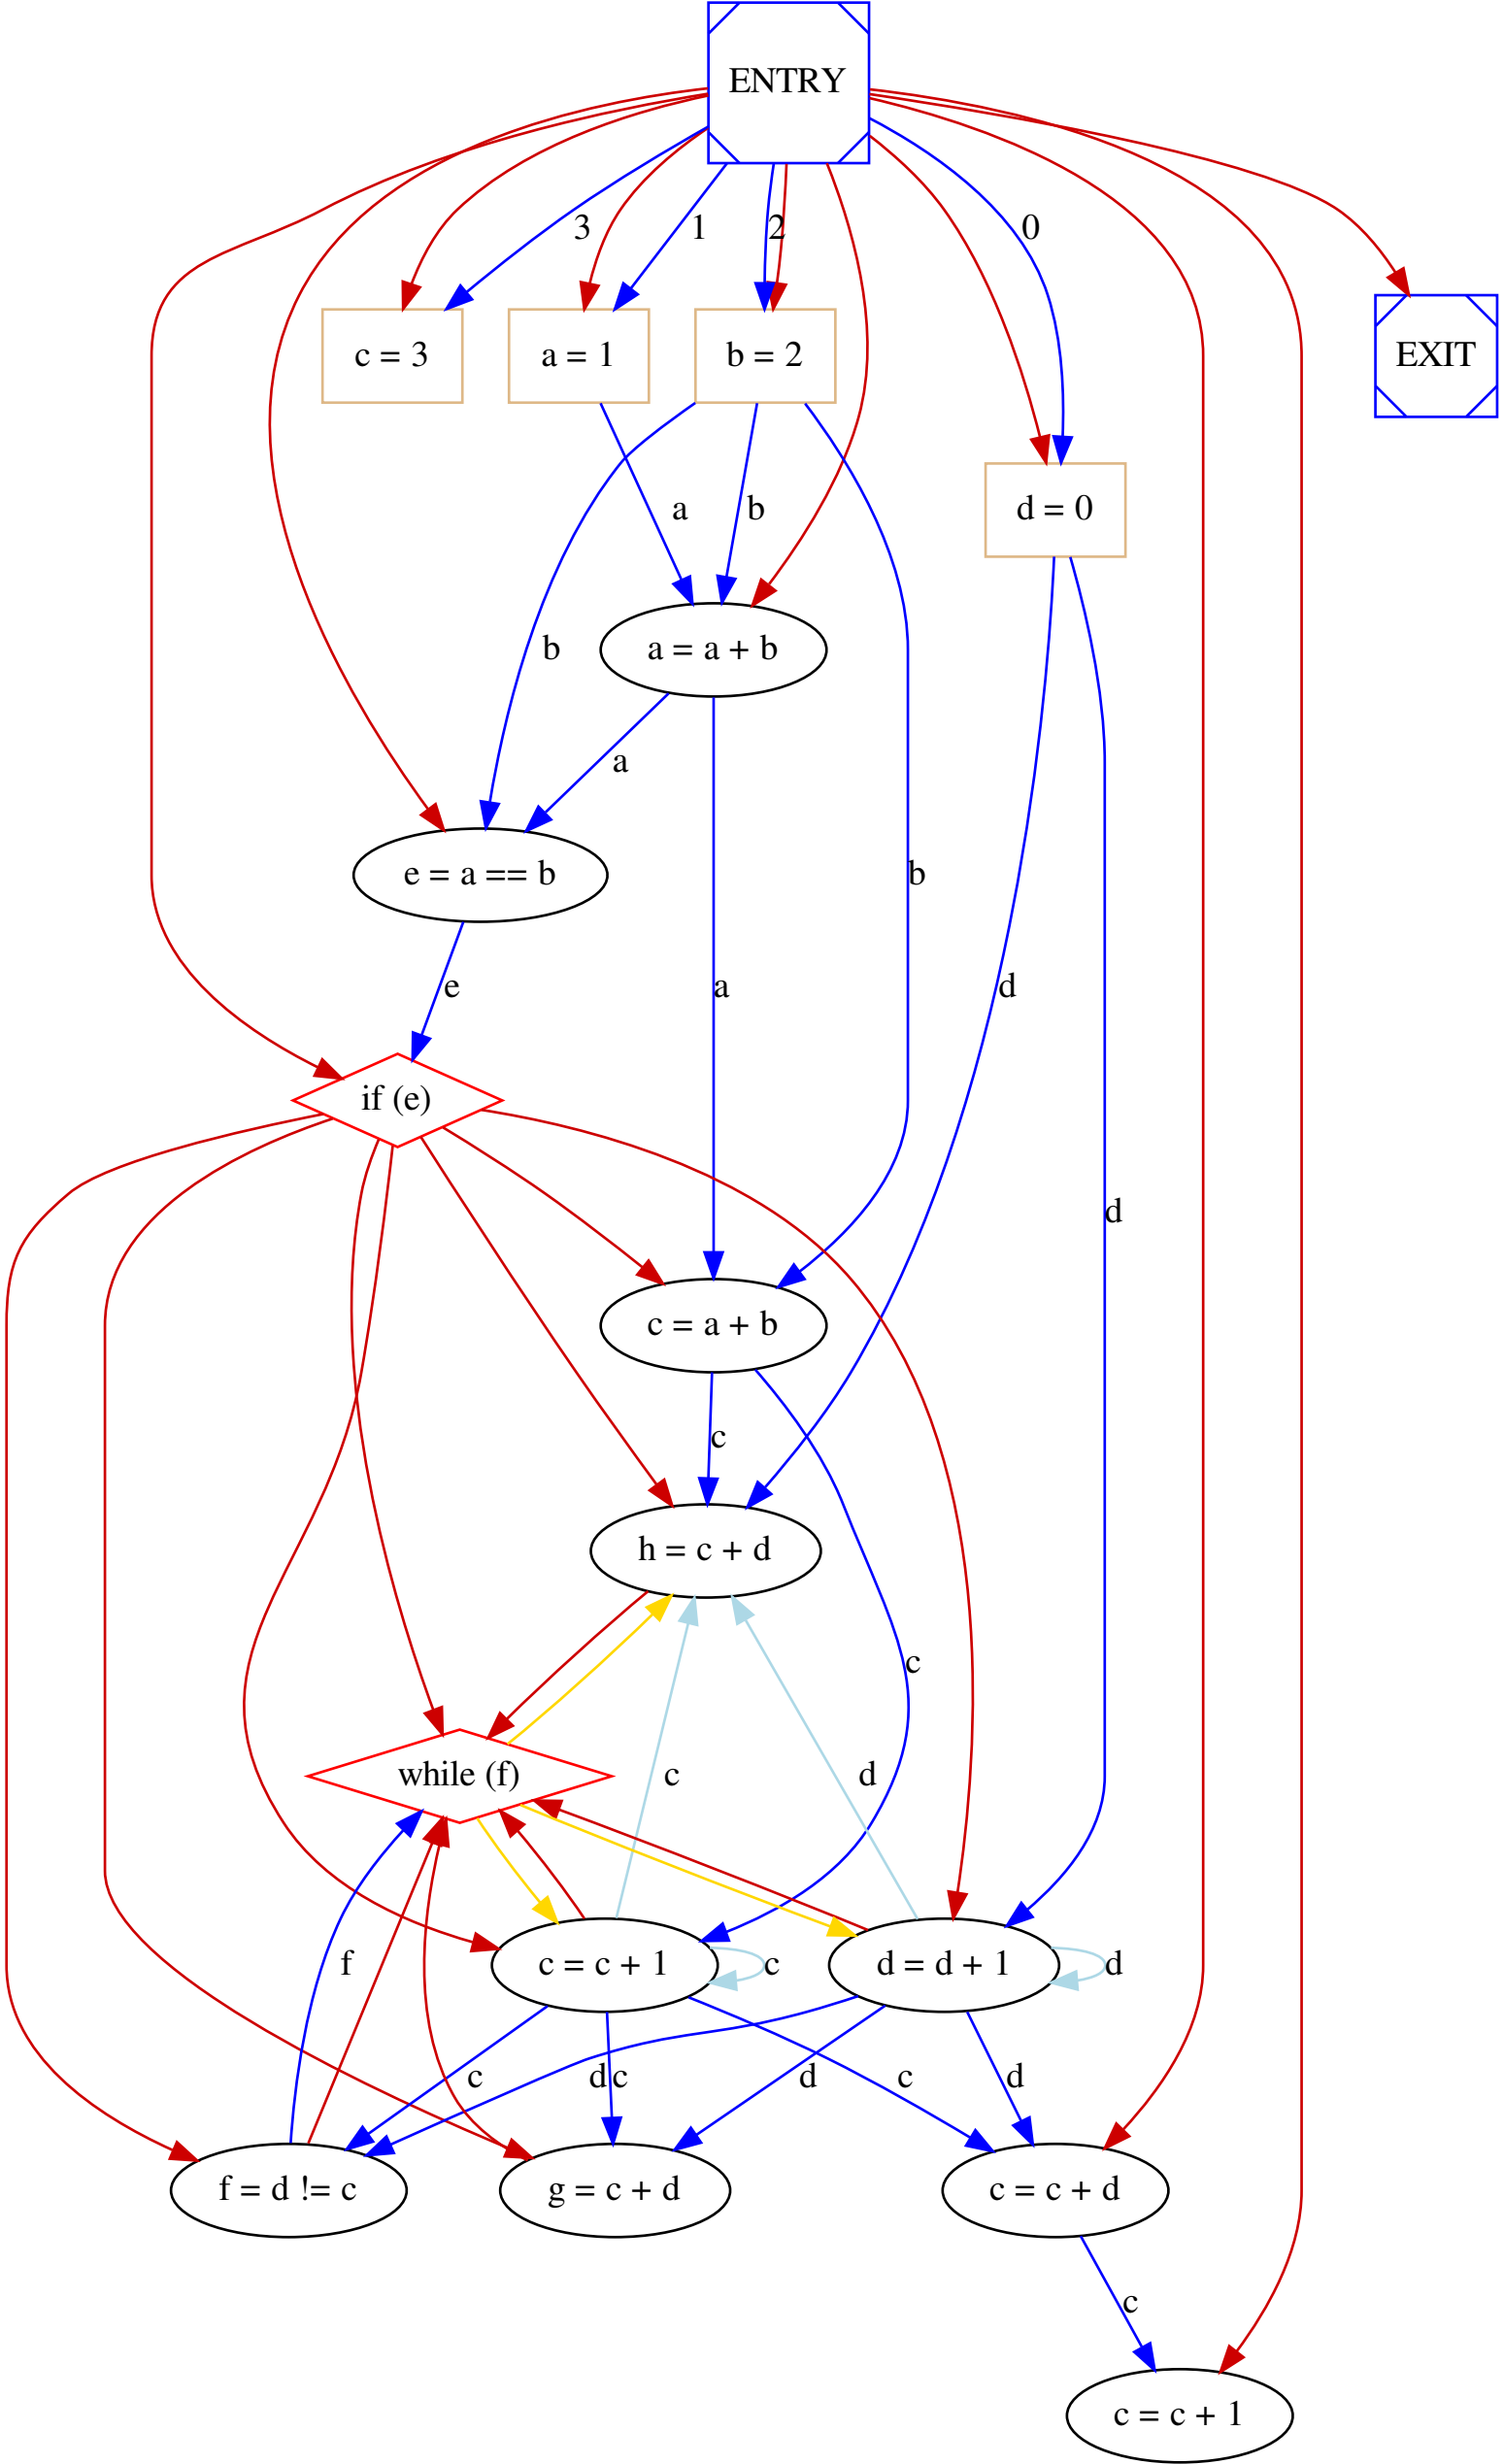 ENTRY
3
1
2
0
c = 3
a = 1
b = 2
EXIT
a
b
d = 0
b
a = a + b
a
e = a == b
b
e
a
d
if (e)
d
c = a + b
c
h = c + d
c
while (f)
c
d
f
c = c + 1
c
d = d + 1
d
c
d
c
d
c
d
f = d != c
g = c + d
c = c + d
c
c = c + 1